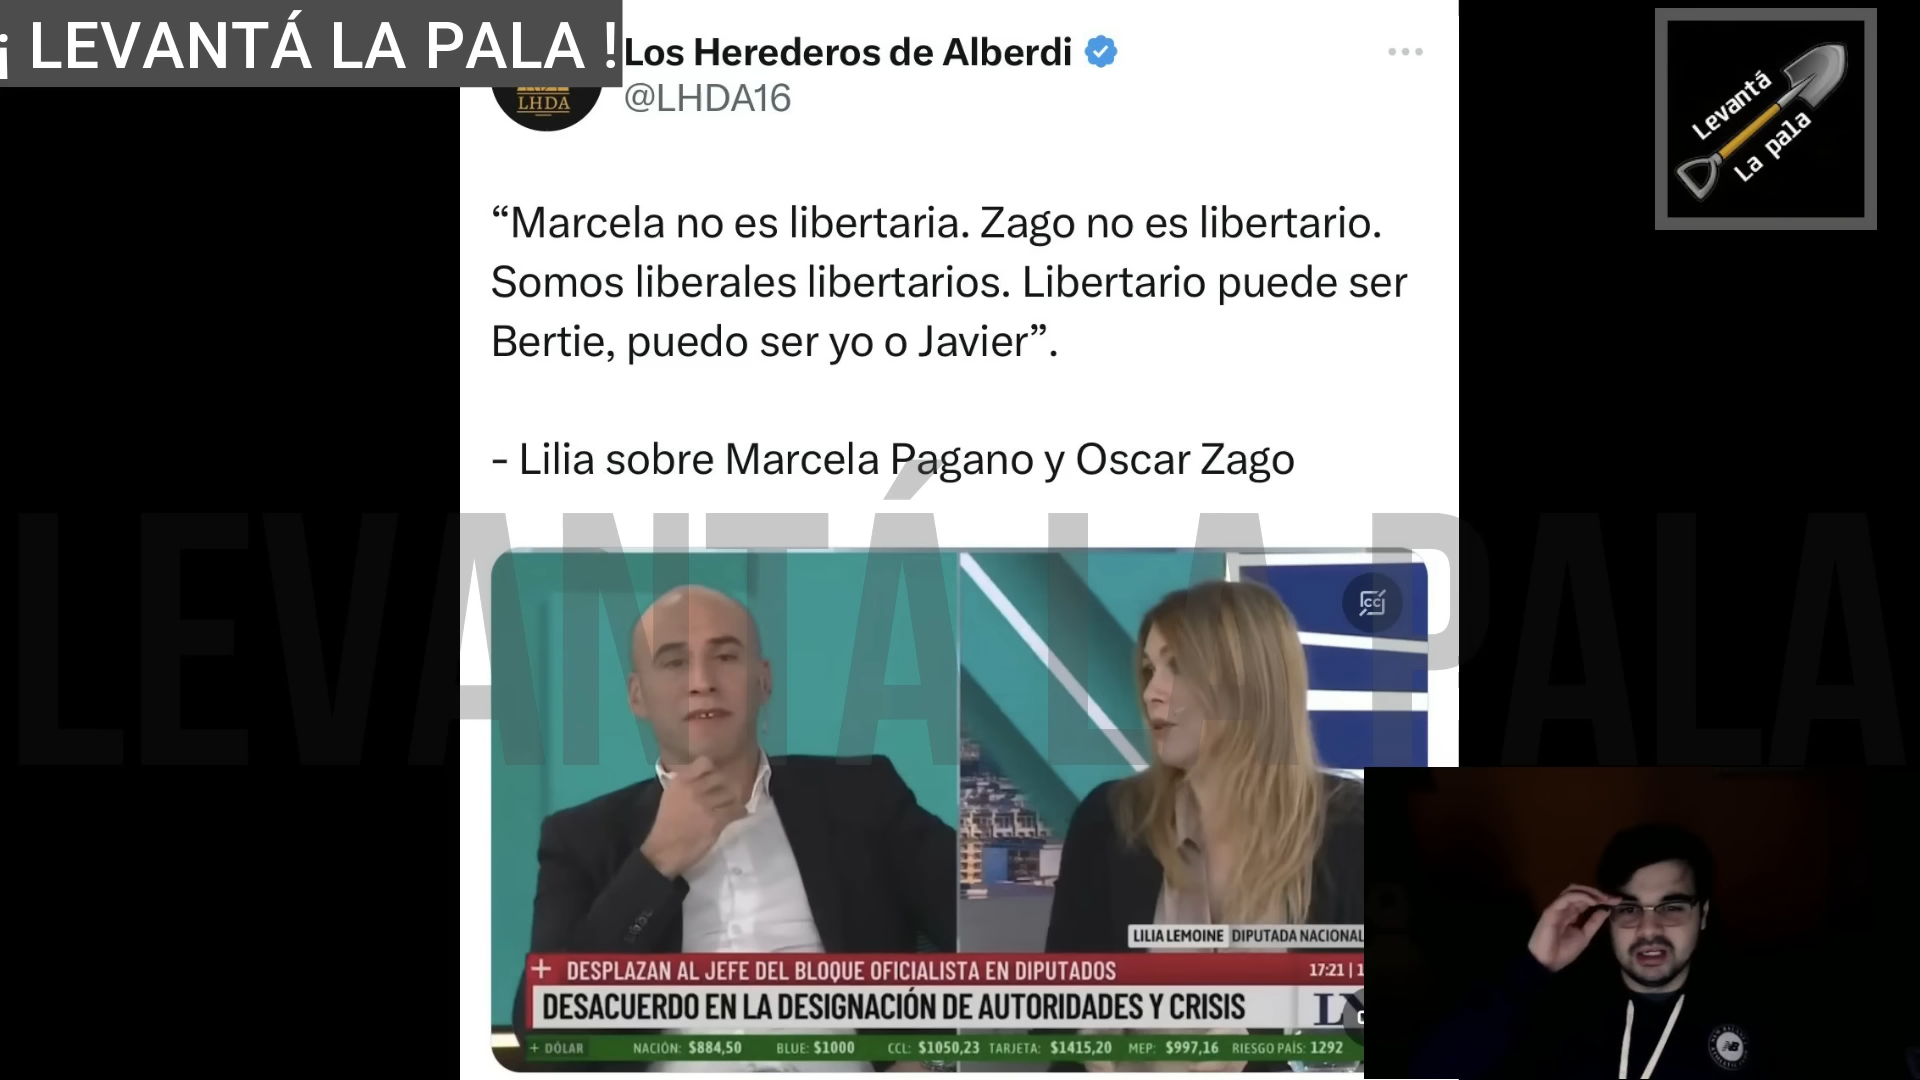 ¡ LEVANTÁ LA PALA !
Los Herederos de Alberdi
@LHDA16
LHDA
Levantá
La pala
“Marcela no es libertaria. Zago no es libertario.
Somos liberales libertarios. Libertario puede ser
Bertie, puedo ser yo o Javier”.
- Lilia sobre Marcela Pagano y Oscar Zago
LEVANTÁ LA PALA
CC
LILIA LEMOINE DIPUTADA NACIONAL
+ DESPLAZAN AL JEFE DEL BLOQUE OFICIALISTA EN DIPUTADOS 17:21 | 1
DESACUERDO EN LA DESIGNACIÓN DE AUTORIDADES Y CRISIS
+ DÓLAR NACIÓN: $884,50 BLUE: $1000 CCL: $1050,23 TARJETA: $1415,20 MEP: $997,16 RIESGO PAÍS: 1292